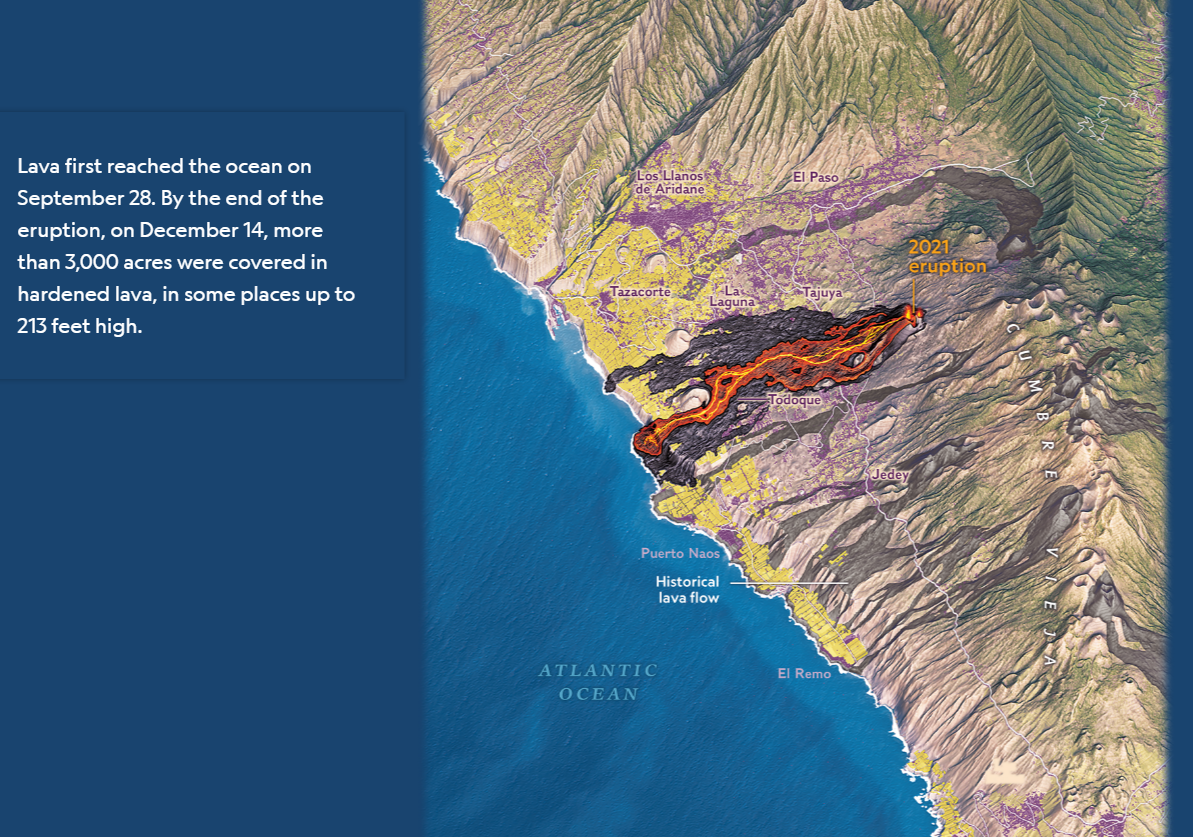 Lava first reached the ocean on
September 28. By the end of the
eruption, on December 14, more
than 3,000 acres were covered in
hardened lava, in some places up to
213 feet high.
Los Llanos
de Aridane
El Paso
2021
eruption
Tazacorte
La
Laguna
Tajuya
CUMBRE VIEJA
Todoque
Jedey
Puerto Naos
Historical
lava flow
ATLANTIC
OCEAN
El Remo